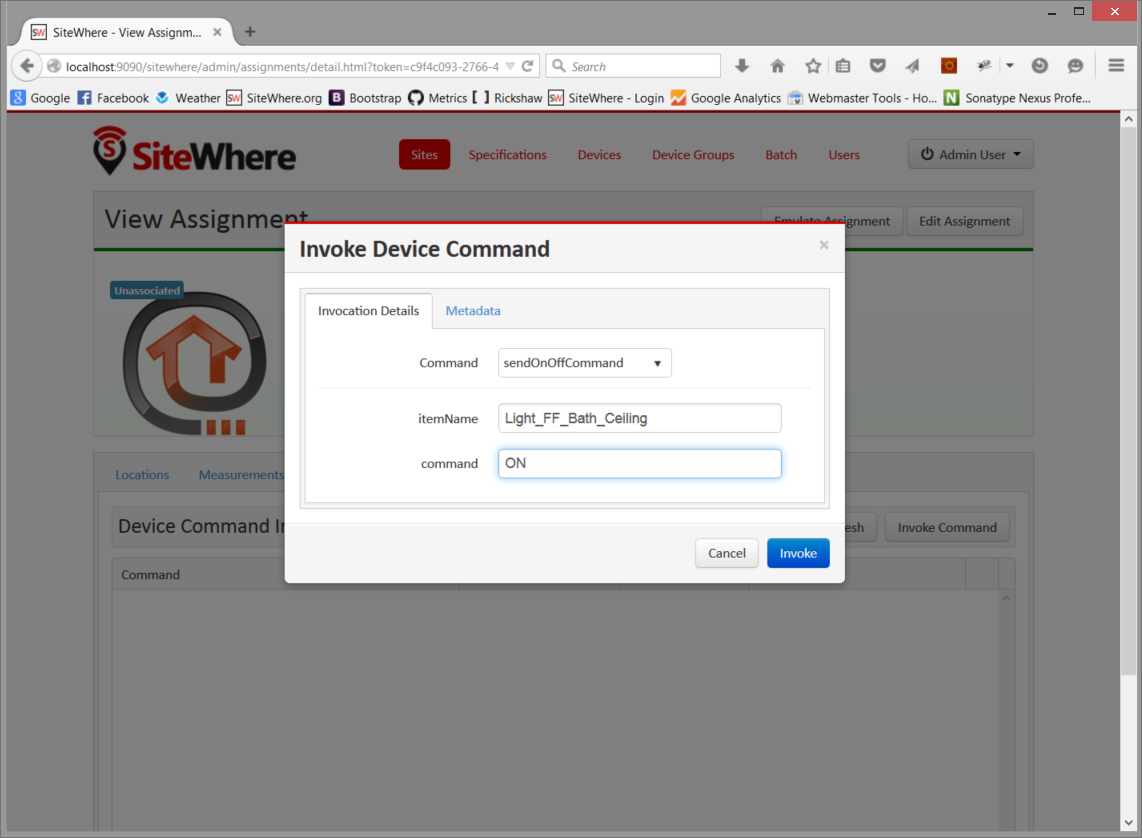 SiteWhere - View Assignm...
localhost:9090/sitewhere/admin/assignments/detail.html?token=c9f4c093-2766-4
Search
Google Facebook Weather SiteWhere.org Bootstrap Metrics Rickshaw SiteWhere - Login Google Analytics Webmaster Tools - Ho... Sonatype Nexus Profe...
SiteWhere
Sites Specifications Devices Device Groups Batch Users Admin User
View Assignment
Emulate Assignment Edit Assignment
Invoke Device Command
Unassociated
Invocation Details Metadata
Command sendOnOffCommand
itemName Light_FF_Bath_Ceiling
command ON
Locations Measurements
Device Command
Invoke Command
Cancel Invoke
Command